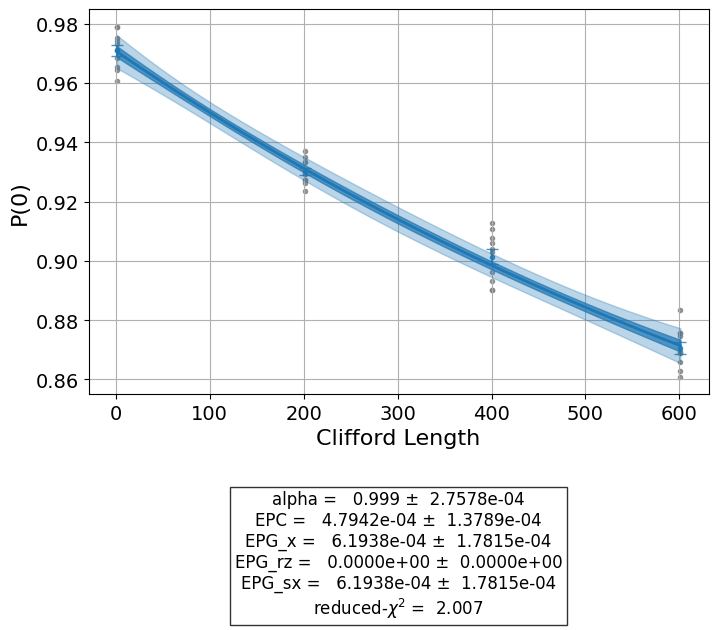 0.98
0.96
0.94
0.92
0.90
0.88
0.86
P(0)
0 100 200 300 400 500 600
Clifford Length
alpha = 0.999 ± 2.7578e-04
EPC = 4.7942e-04 ± 1.3789e-04
EPG_x = 6.1938e-04 ± 1.7815e-04
EPG_rz = 0.0000e+00 ± 0.0000e+00
EPG_sx = 6.1938e-04 ± 1.7815e-04
reduced-χ² = 2.007